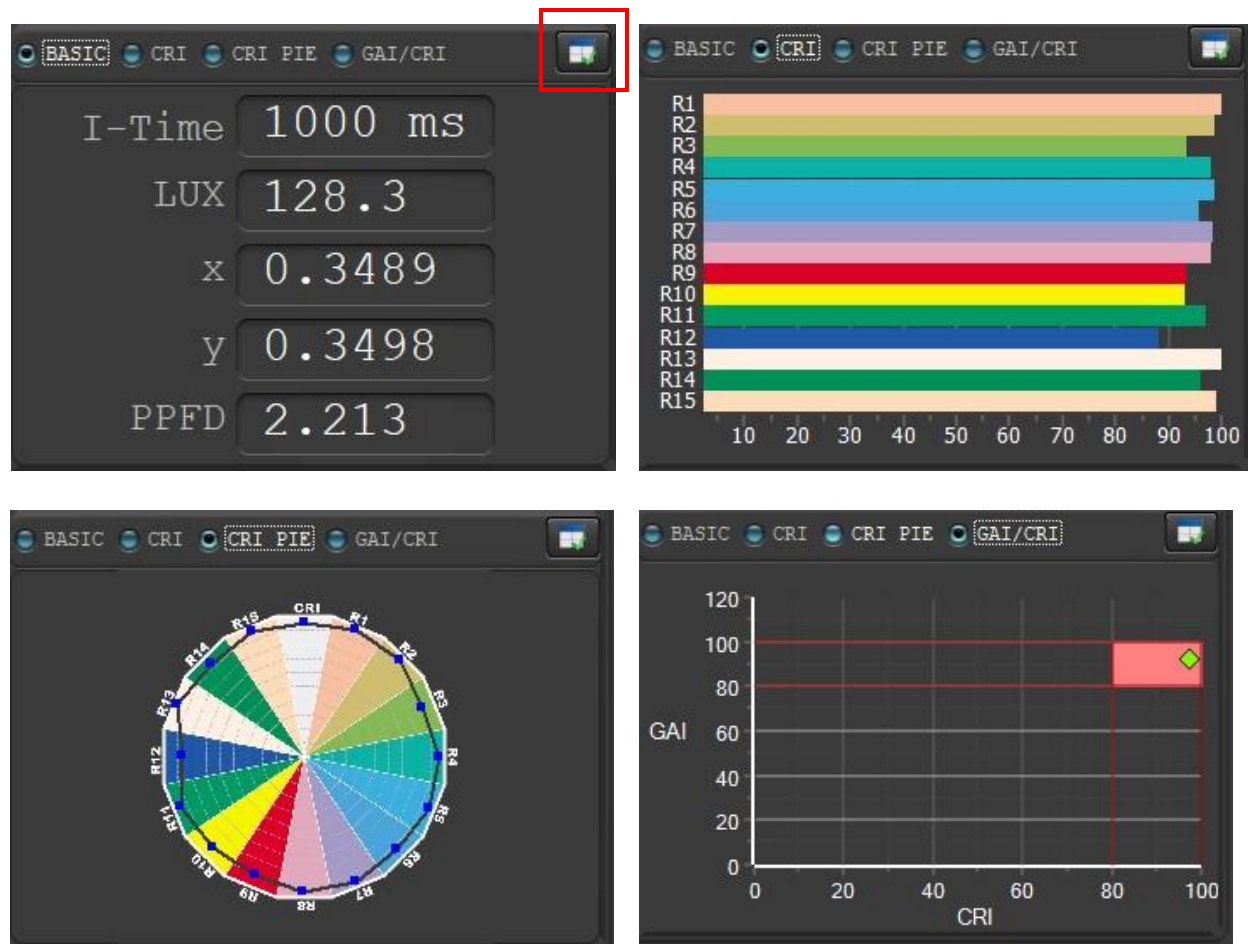 BASIC CRI CRI PIE GAI/CRI
I-Time 1000 ms
LUX 128.3
x 0.3489
y 0.3498
PPFD 2.213
BASIC CRI CRI PIE GAI/CRI
R1
R2
R3
R4
R5
R6
R7
R8
R9
R10
R11
R12
R13
R14
R15
10 20 30 40 50 60 70 80 90 100
BASIC CRI CRI PIE GAI/CRI
CRI
R1
R2
R3
R4
R5
R6
R7
R8
R9
R10
R11
R12
R13
R14
R15
BASIC CRI CRI PIE GAI/CRI
120
100
80
GAI
60
40
20
0
0 20 40 60 80 100
CRI